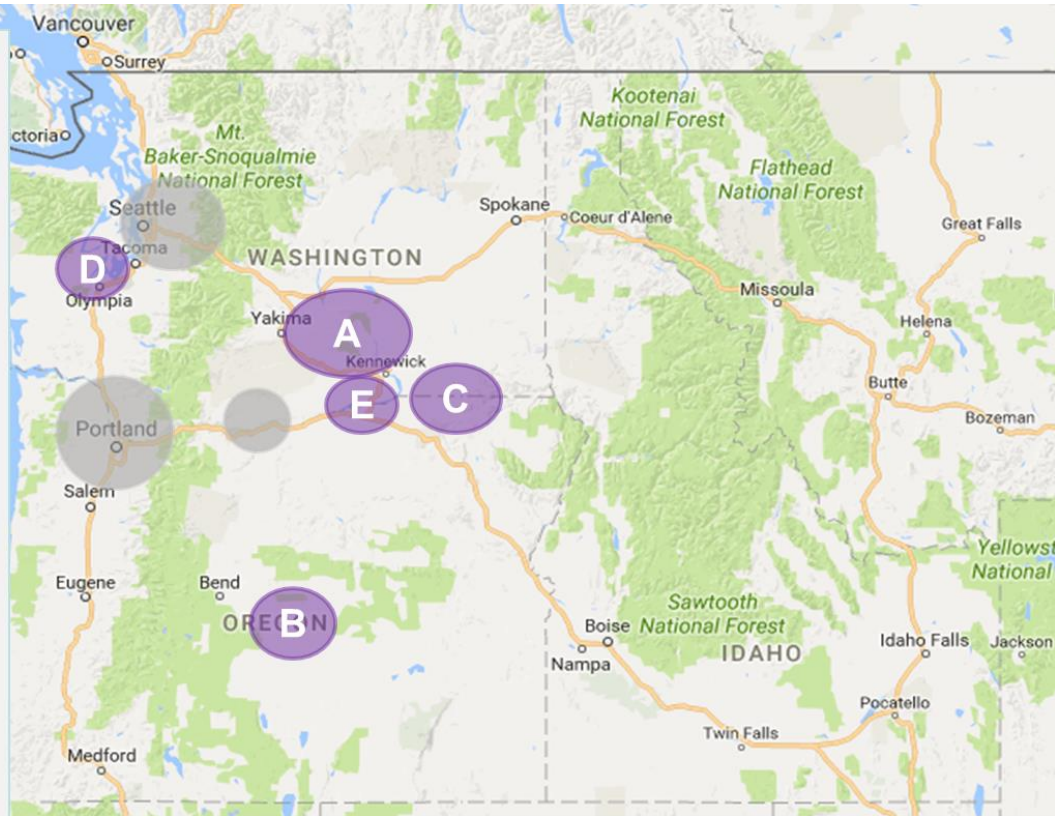 Vancouver
Surrey
ctoria
Mt.
Baker-Snoqualmie
National Forest
Kootenai
National Forest
Flathead
National Forest
Seattle
Spokane
Coeur d'Alene
Great Falls
Tacoma
WASHINGTON
D
Olympia
Missoula
Yakima
A
Helena
Kennewick
Butte
E
C
Bozeman
Portland
Salem
Yellowst
National
Eugene
Bend
Sawtooth
National Forest
OREGON
B
Boise
IDAHO
Idaho Falls
Jackson
Nampa
Pocatello
Twin Falls
Medford